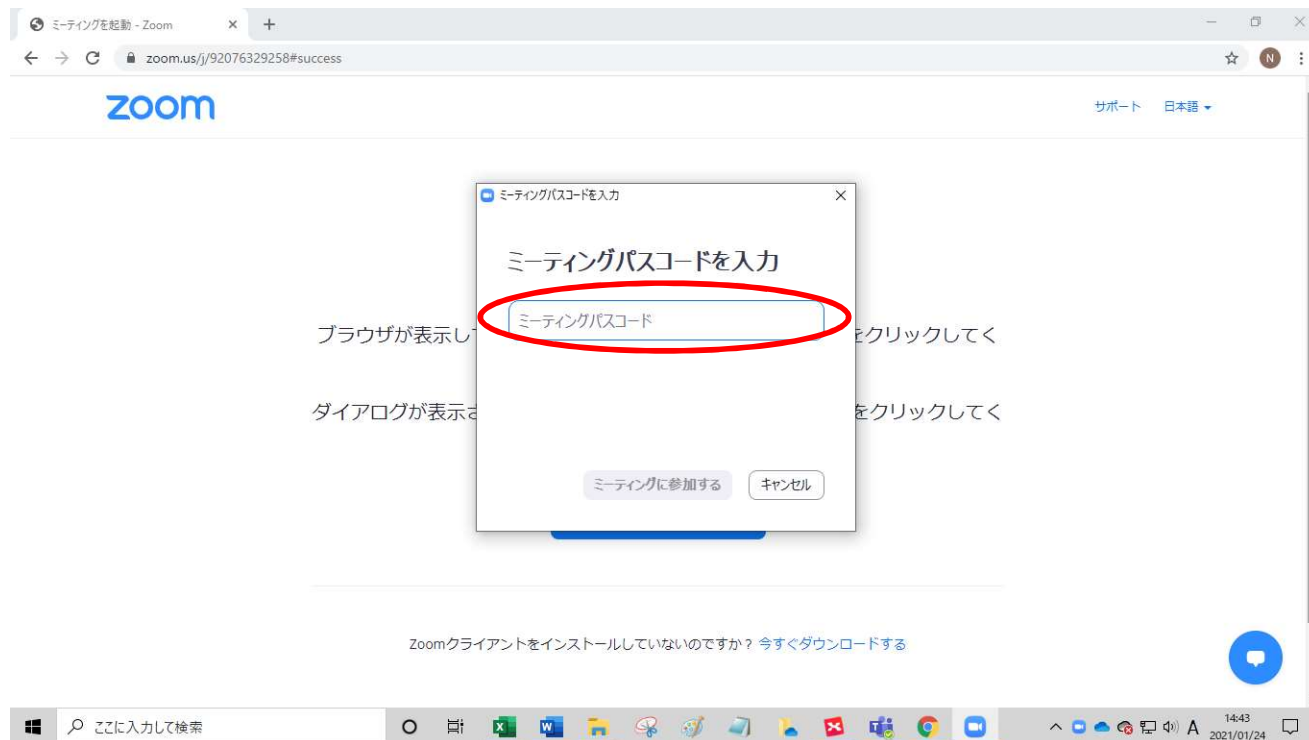 ミーティングを起動 - Zoom
zoom.us/j/92076329258#success
N
zoom
サポート 日本語
ミーティングパスコードを入力
ミーティングパスコードを入力
ミーティングパスコード
ブラウザが表示し
をクリックしてく
ダイアログが表示さ
をクリックしてく
ミーティングに参加する キャンセル
Zoomクライアントをインストールしていないのですか? 今すぐダウンロードする
ここに入力して検索
A
14:43
2021/01/24